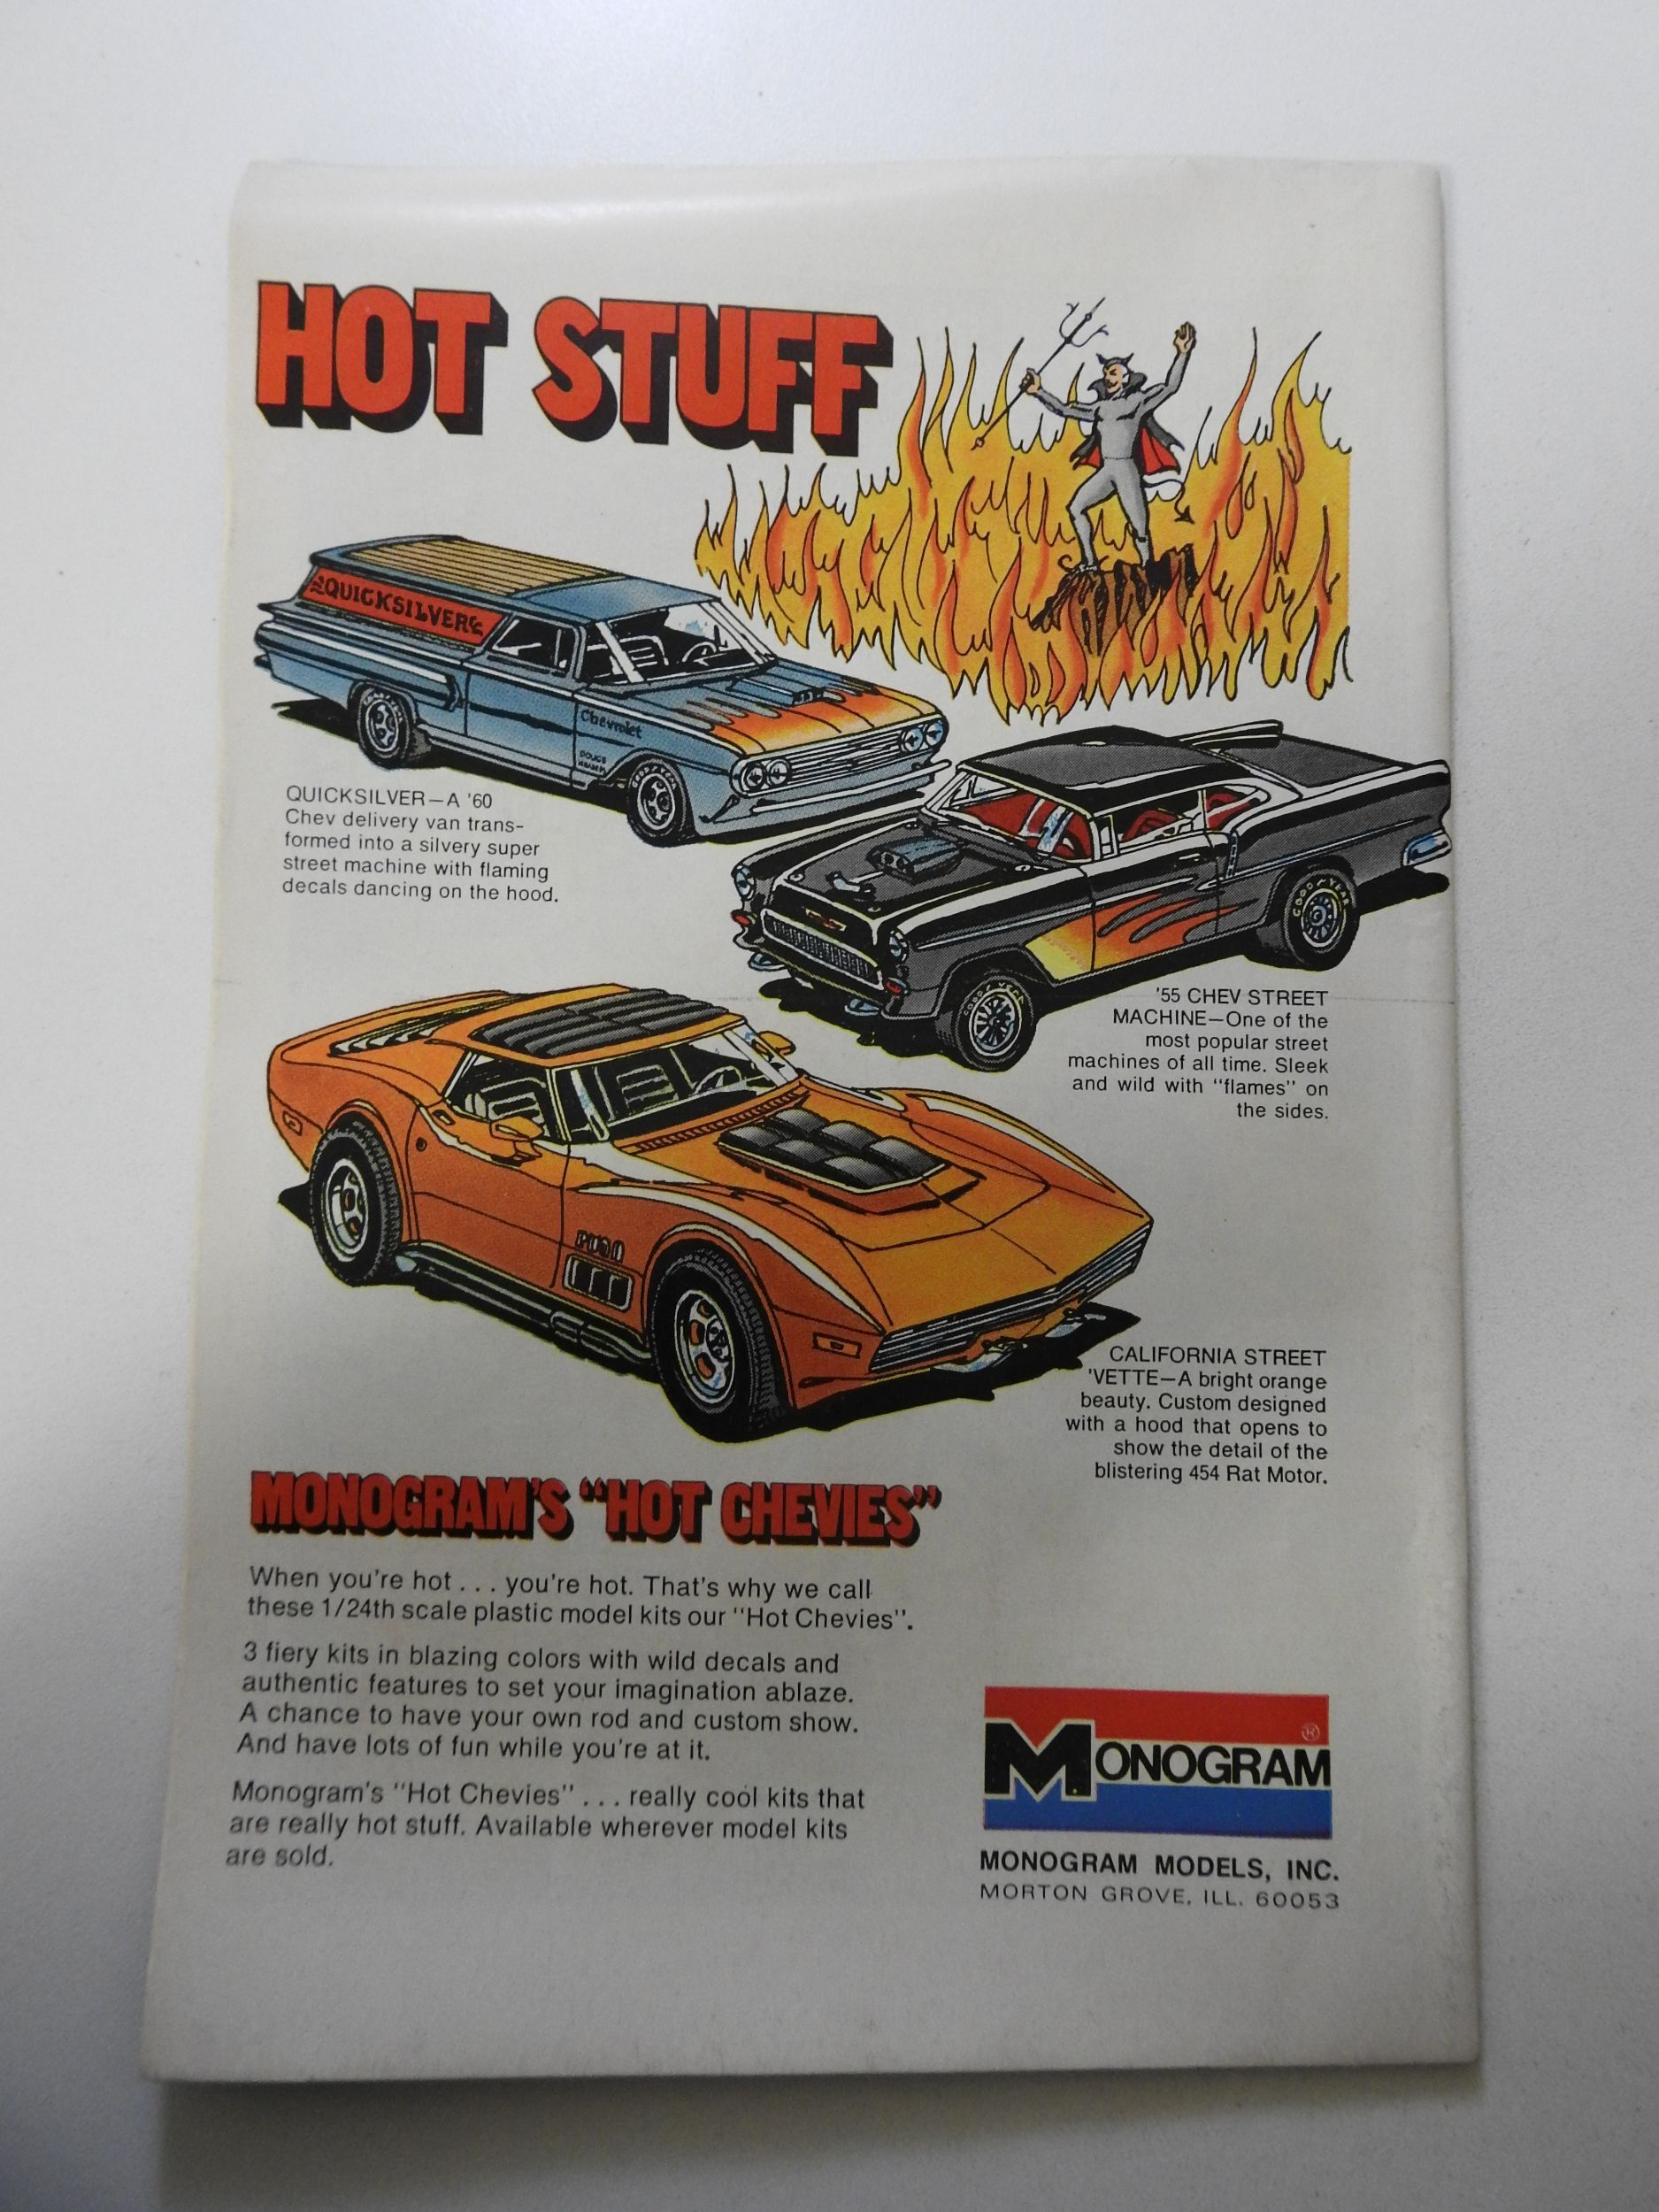 HOT STUFF
QUICKSILVER
Chevrolet
QUICKSILVER—A '60
Chev delivery van trans-
formed into a silvery super
street machine with flaming
decals dancing on the hood.
GOODYEAR
GOODYEAR
'55 CHEV STREET
MACHINE—One of the
most popular street
machines of all time. Sleek
and wild with "flames" on
the sides.
CALIFORNIA STREET
'VETTE—A bright orange
beauty. Custom designed
with a hood that opens to
show the detail of the
blistering 454 Rat Motor.
MONOGRAM'S "HOT CHEVIES"
When you're hot . . . you're hot. That's why we call
these 1/24th scale plastic model kits our "Hot Chevies".
3 fiery kits in blazing colors with wild decals and
authentic features to set your imagination ablaze.
A chance to have your own rod and custom show.
And have lots of fun while you're at it.
Monogram's "Hot Chevies" . . . really cool kits that
are really hot stuff. Available wherever model kits
are sold.
MONOGRAM ®
MONOGRAM MODELS, INC.
MORTON GROVE, ILL. 60053